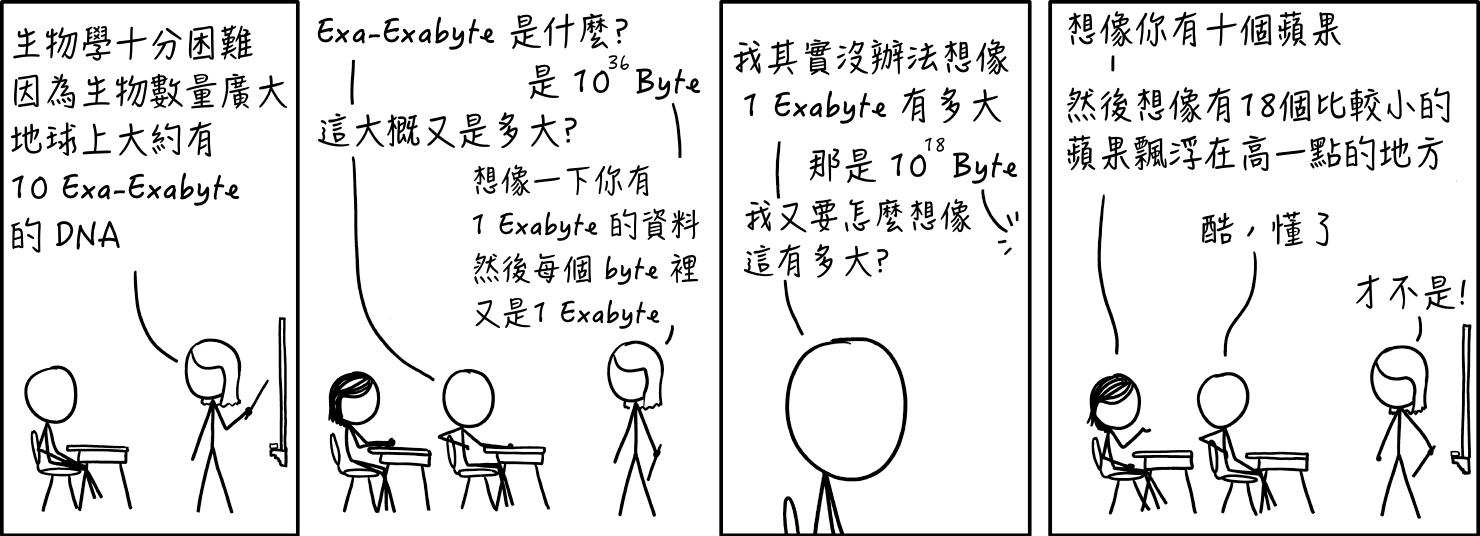 生物學十分困難
因為生物數量廣大
地球上大約有
10 Exa-Exabyte
的 DNA
Exa-Exabyte 是什麼?
是 10^36 Byte
這大概又是多大?
想像一下你有
1 Exabyte 的資料
然後每個 byte 裡
又是1 Exabyte
我其實沒辦法想像
1 Exabyte 有多大
那是 10^18 Byte
我又要怎麼想像
這有多大?
想像你有十個蘋果
然後想像有18個比較小的
蘋果飄浮在高一點的地方
酷,懂了
才不是!